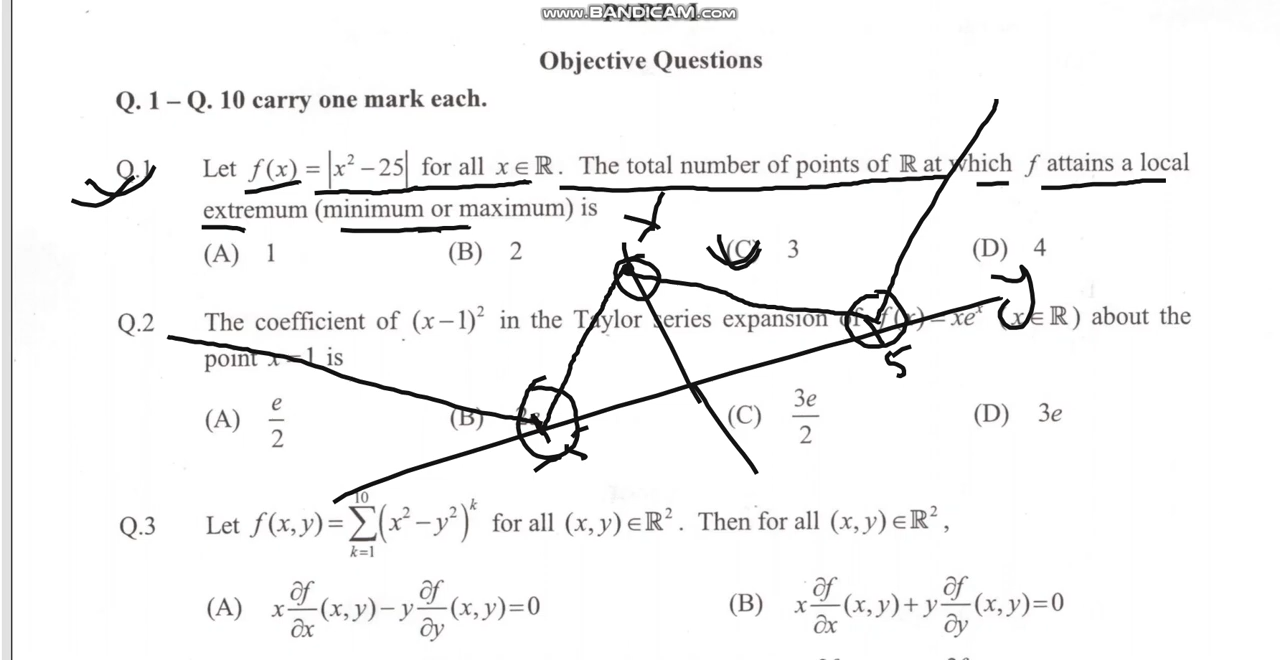 www.BANDICAM.com
Objective Questions
Q. 1 – Q. 10 carry one mark each.
Q.1 Let f(x) = |x² − 25| for all x ∈ ℝ. The total number of points of ℝ at which f attains a local
extremum (minimum or maximum) is
(A) 1 (B) 2 (C) 3 (D) 4
Q.2 The coefficient of (x−1)² in the Taylor series expansion of f(x) = xeˣ (x ∈ ℝ) about the
point x = 1 is
5
(A) e/2 (B) (C) 3e/2 (D) 3e
Q.3 Let f(x, y) = ∑_{k=1}^{10} (x² − y²)^k for all (x, y) ∈ ℝ². Then for all (x, y) ∈ ℝ²,
(A) x ∂f/∂x (x, y) − y ∂f/∂y (x, y) = 0 (B) x ∂f/∂x (x, y) + y ∂f/∂y (x, y) = 0